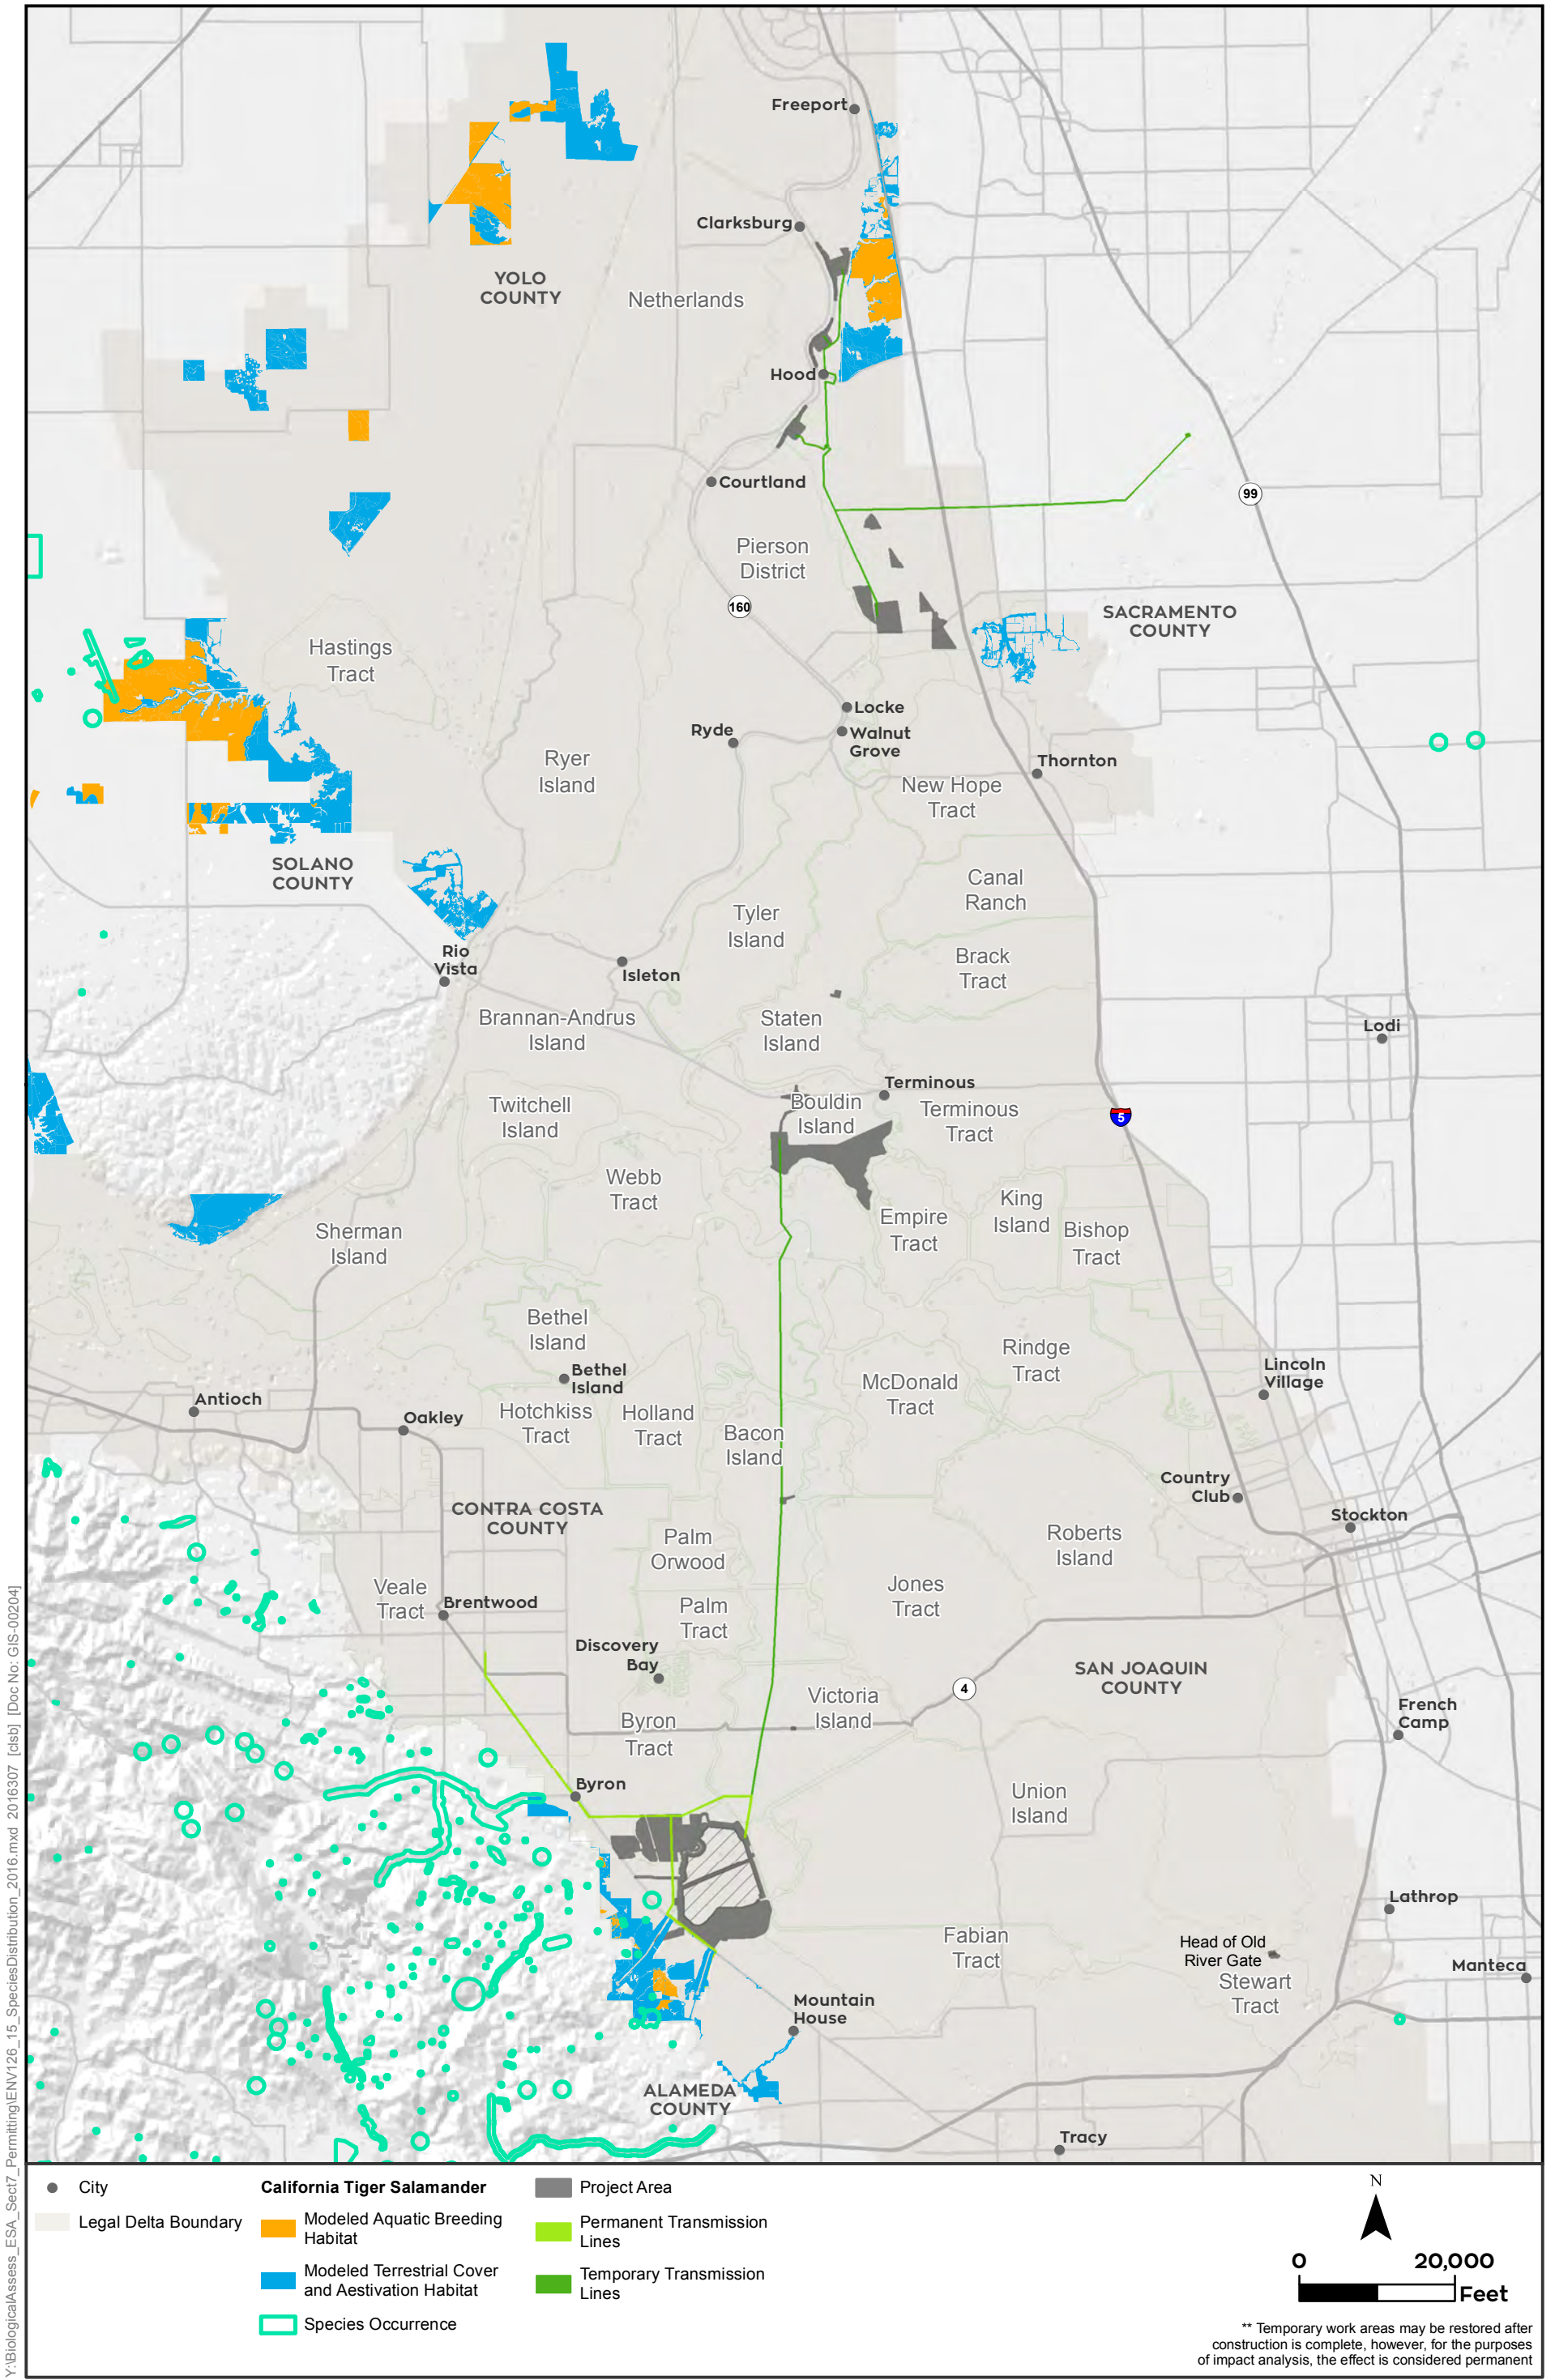 Freeport
Clarksburg
YOLO
COUNTY
Netherlands
Hood
Courtland
99
Pierson
District
160
SACRAMENTO
COUNTY
Hastings
Tract
Locke
Ryde
Walnut
Grove
Ryer
Island
Thornton
New Hope
Tract
SOLANO
COUNTY
Canal
Ranch
Tyler
Island
Rio
Vista
Isleton
Brack
Tract
Brannan-Andrus
Island
Staten
Island
Lodi
Terminous
Twitchell
Island
Bouldin
Island
Terminous
Tract
5
Webb
Tract
King
Island
Empire
Tract
Bishop
Tract
Sherman
Island
Bethel
Island
Bethel
Island
Rindge
Tract
Lincoln
Village
McDonald
Tract
Antioch
Oakley
Hotchkiss
Tract
Holland
Tract
Bacon
Island
Country
Club
CONTRA COSTA
COUNTY
Stockton
Palm
Orwood
Roberts
Island
Veale
Tract
Brentwood
Jones
Tract
Palm
Tract
Discovery
Bay
SAN JOAQUIN
COUNTY
4
Victoria
Island
French
Camp
Byron
Tract
Byron
Union
Island
Lathrop
Fabian
Tract
Head of Old
River Gate
Stewart
Tract
Manteca
Mountain
House
ALAMEDA
COUNTY
Tracy
Y:\BiologicalAssess_ESA_Sect7_Permitting\ENV126_15_SpeciesDistribution_2016.mxd 2016307 [clsb] [Doc No: GIS-00204]
City
Legal Delta Boundary
California Tiger Salamander
Modeled Aquatic Breeding
Habitat
Modeled Terrestrial Cover
and Aestivation Habitat
Species Occurrence
Project Area
Permanent Transmission
Lines
Temporary Transmission
Lines
N
0 20,000
Feet
** Temporary work areas may be restored after
construction is complete, however, for the purposes
of impact analysis, the effect is considered permanent